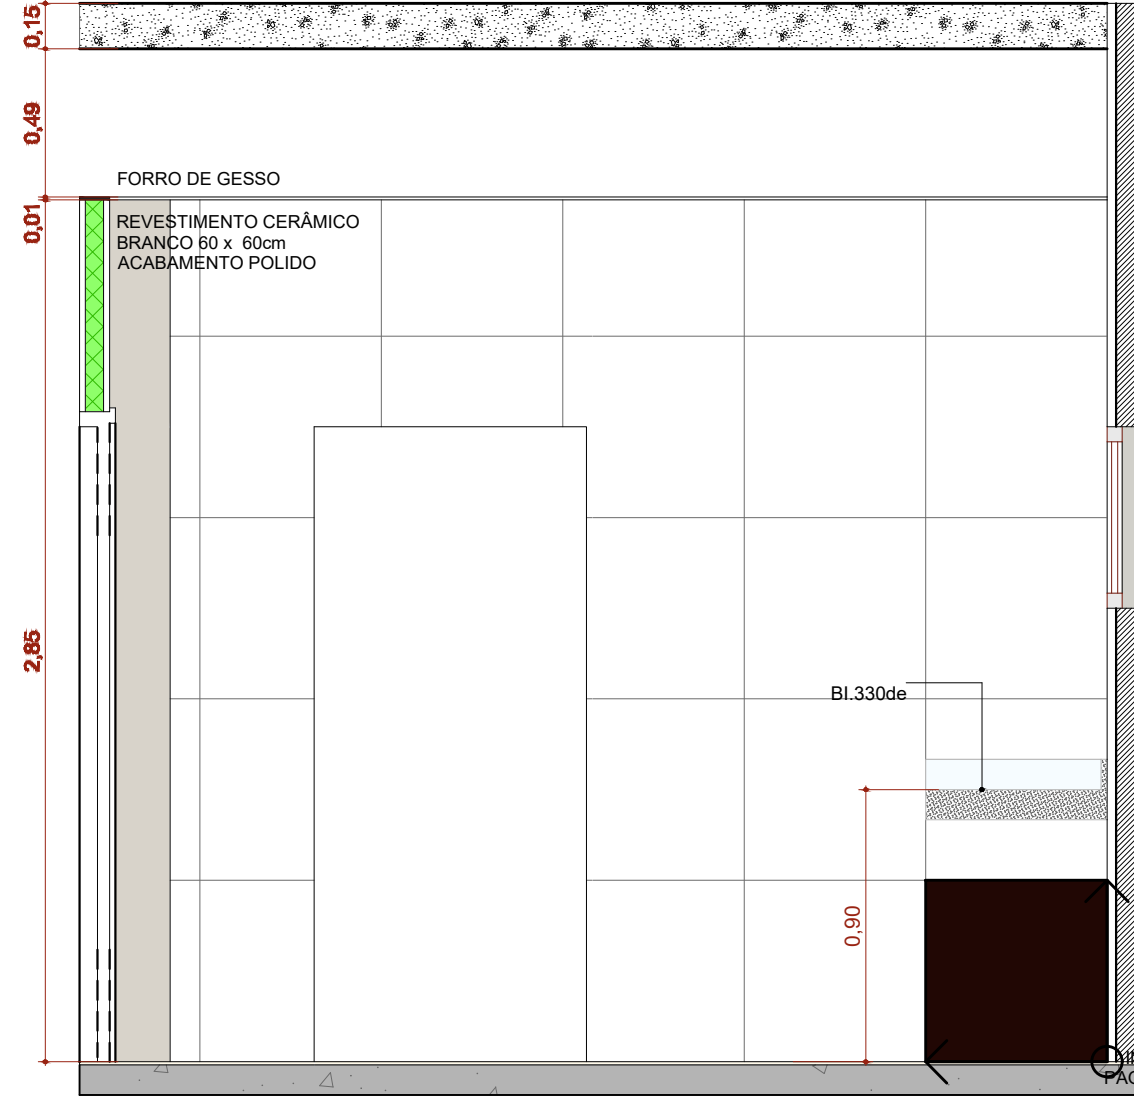 0,15
0,49
FORRO DE GESSO
0,01
REVESTIMENTO CERÂMICO
BRANCO 60 x 60cm
ACABAMENTO POLIDO
2,85
BI.330de
0,90